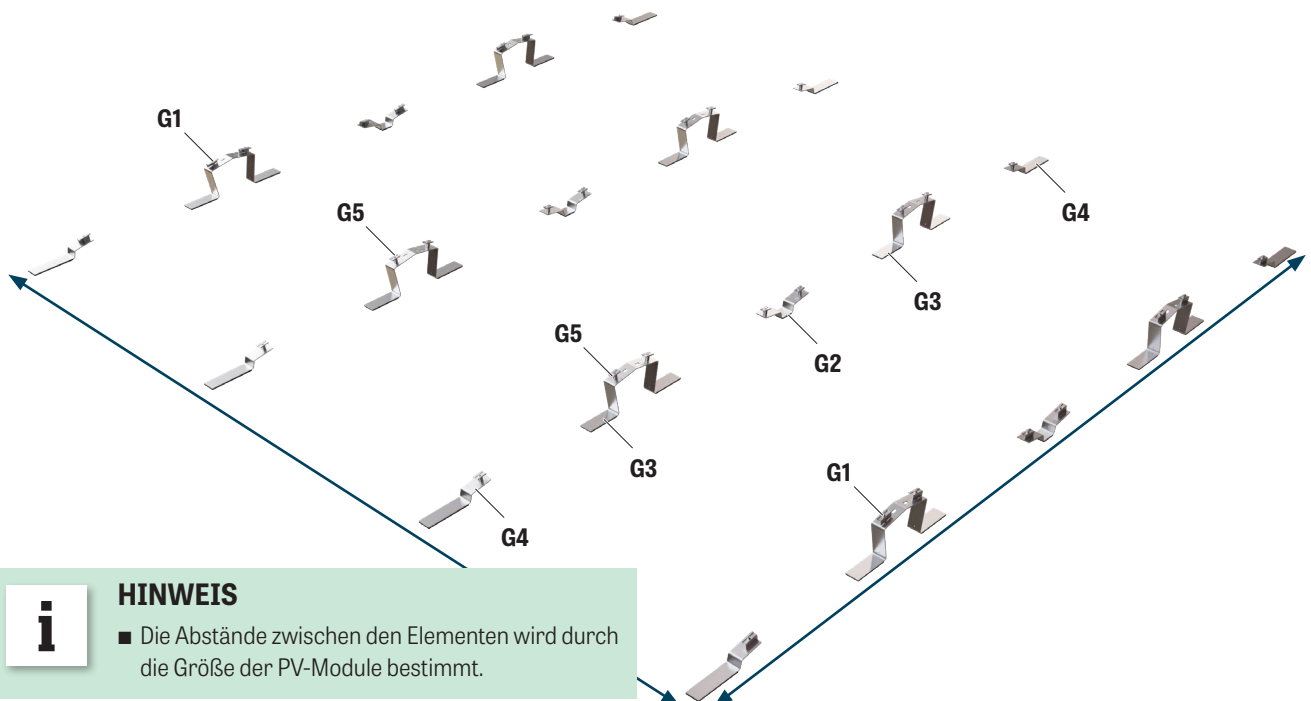 G1
G5
G4
G3
G5
G2
G3
G1
G4
i
HINWEIS
■ Die Abstände zwischen den Elementen wird durch
die Größe der PV-Module bestimmt.